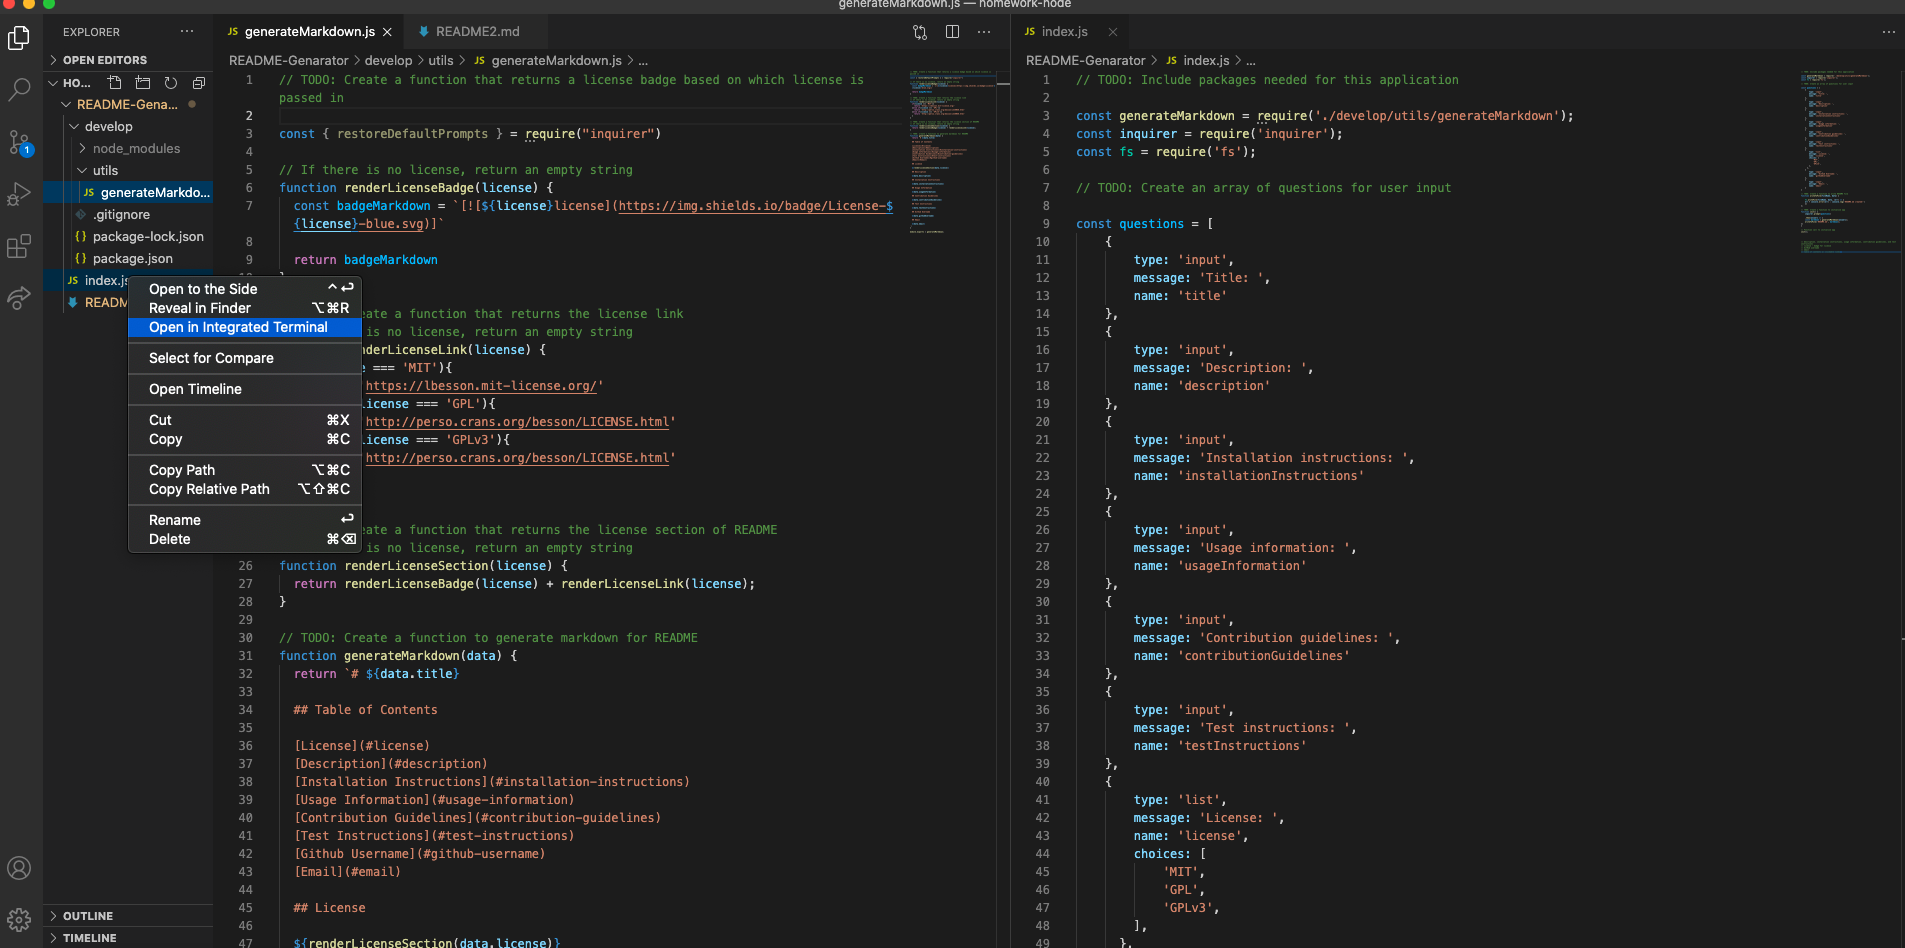 generateMarkdown.js — homework-node
EXPLORER
OPEN EDITORS
HO...
README-Gena...
develop
node_modules
utils
JS generateMarkdo...
.gitignore
{} package-lock.json
{} package.json
JS index.js
READM
OUTLINE
TIMELINE
1
Open to the Side ^⏎
Reveal in Finder ⌥⌘R
Open in Integrated Terminal
Select for Compare
Open Timeline
Cut ⌘X
Copy ⌘C
Copy Path ⌥⌘C
Copy Relative Path ⌥⇧⌘C
Rename ⏎
Delete ⌘⌫
JS generateMarkdown.js
README2.md
README-Genarator > develop > utils > JS generateMarkdown.js > ...
1 // TODO: Create a function that returns a license badge based on which license is
passed in
2
3 const { restoreDefaultPrompts } = require("inquirer")
4
5 // If there is no license, return an empty string
6 function renderLicenseBadge(license) {
7 const badgeMarkdown = `[![${license}license](https://img.shields.io/badge/License-$
{license}-blue.svg)]`
8
9 return badgeMarkdown
eate a function that returns the license link
is no license, return an empty string
nderLicenseLink(license) {
e === 'MIT'){
'https://lbesson.mit-license.org/'
license === 'GPL'){
'http://perso.crans.org/besson/LICENSE.html'
license === 'GPLv3'){
'http://perso.crans.org/besson/LICENSE.html'
eate a function that returns the license section of README
is no license, return an empty string
26 function renderLicenseSection(license) {
27 return renderLicenseBadge(license) + renderLicenseLink(license);
28 }
29
30 // TODO: Create a function to generate markdown for README
31 function generateMarkdown(data) {
32 return `# ${data.title}
33
34 ## Table of Contents
35
36 [License](#license)
37 [Description](#description)
38 [Installation Instructions](#installation-instructions)
39 [Usage Information](#usage-information)
40 [Contribution Guidelines](#contribution-guidelines)
41 [Test Instructions](#test-instructions)
42 [Github Username](#github-username)
43 [Email](#email)
44
45 ## License
46
47 ${renderLicenseSection(data.license)}
JS index.js
README-Genarator > JS index.js > ...
1 // TODO: Include packages needed for this application
2
3 const generateMarkdown = require('./develop/utils/generateMarkdown');
4 const inquirer = require('inquirer');
5 const fs = require('fs');
6
7 // TODO: Create an array of questions for user input
8
9 const questions = [
10 {
11 type: 'input',
12 message: 'Title: ',
13 name: 'title'
14 },
15 {
16 type: 'input',
17 message: 'Description: ',
18 name: 'description'
19 },
20 {
21 type: 'input',
22 message: 'Installation instructions: ',
23 name: 'installationInstructions'
24 },
25 {
26 type: 'input',
27 message: 'Usage information: ',
28 name: 'usageInformation'
29 },
30 {
31 type: 'input',
32 message: 'Contribution guidelines: ',
33 name: 'contributionGuidelines'
34 },
35 {
36 type: 'input',
37 message: 'Test instructions: ',
38 name: 'testInstructions'
39 },
40 {
41 type: 'list',
42 message: 'License: ',
43 name: 'license',
44 choices: [
45 'MIT',
46 'GPL',
47 'GPLv3',
48 ],
49 },